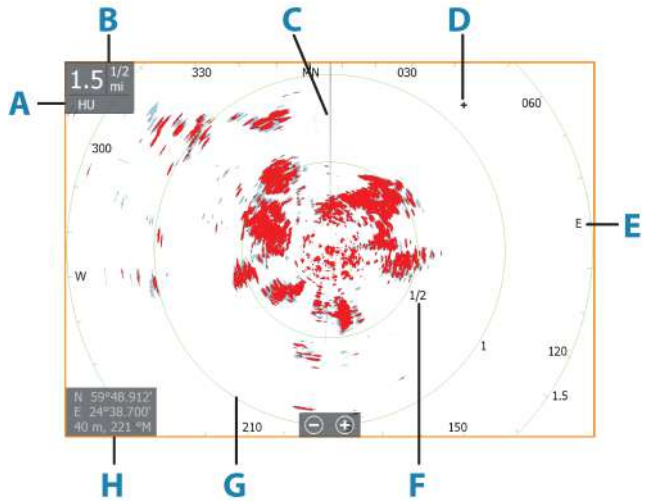 B
C
D
A
1.5 1/2 mi
HU
330
MN
030
060
300
E
E
W
1/2
1
120
1.5
N 59°48.912'
E 24°38.700'
40 m, 221 °M
210
150
H
G
F